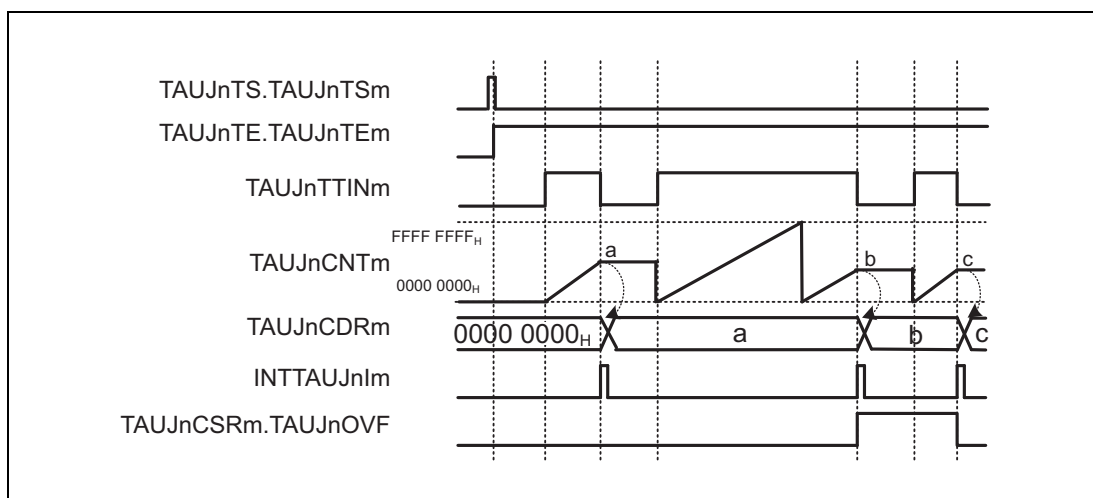 TAUJnTS.TAUJnTSm
TAUJnTE.TAUJnTEm
TAUJnTTINm
FFFF FFFFH
TAUJnCNTm
0000 0000H
a
b
c
TAUJnCDRm
0000 0000H
a
b
c
INTTAUJnIm
TAUJnCSRm.TAUJnOVF